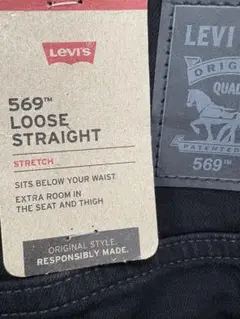 Levi's
569™
LOOSE
STRAIGHT
STRETCH
SITS BELOW YOUR WAIST
EXTRA ROOM IN
THE SEAT AND THIGH
ORIGINAL STYLE.
RESPONSIBLY MADE.
LEVI
ORIG
QUAL
PATENTED
569™